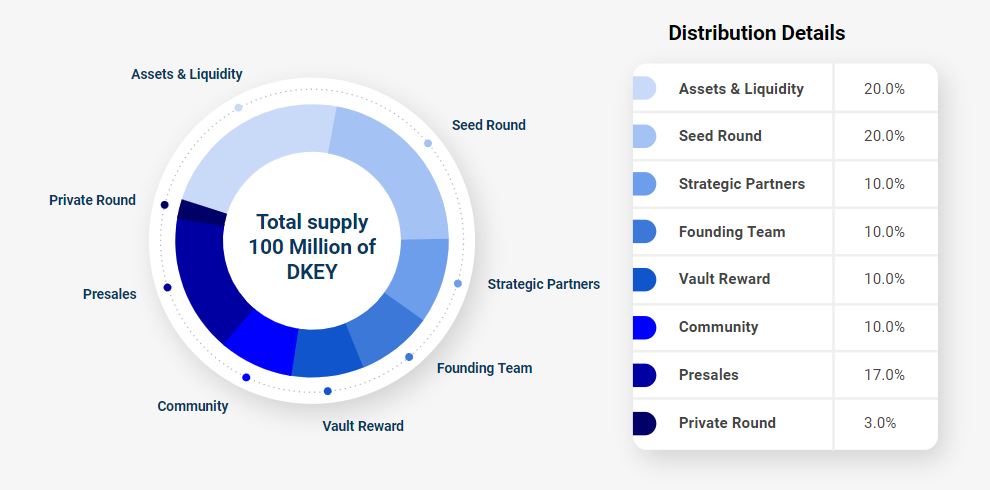 Distribution Details
Assets & Liquidity
Seed Round
Strategic Partners
Founding Team
Vault Reward
Community
Presales
Private Round
Total supply
100 Million of
DKEY
Assets & Liquidity 20.0%
Seed Round 20.0%
Strategic Partners 10.0%
Founding Team 10.0%
Vault Reward 10.0%
Community 10.0%
Presales 17.0%
Private Round 3.0%